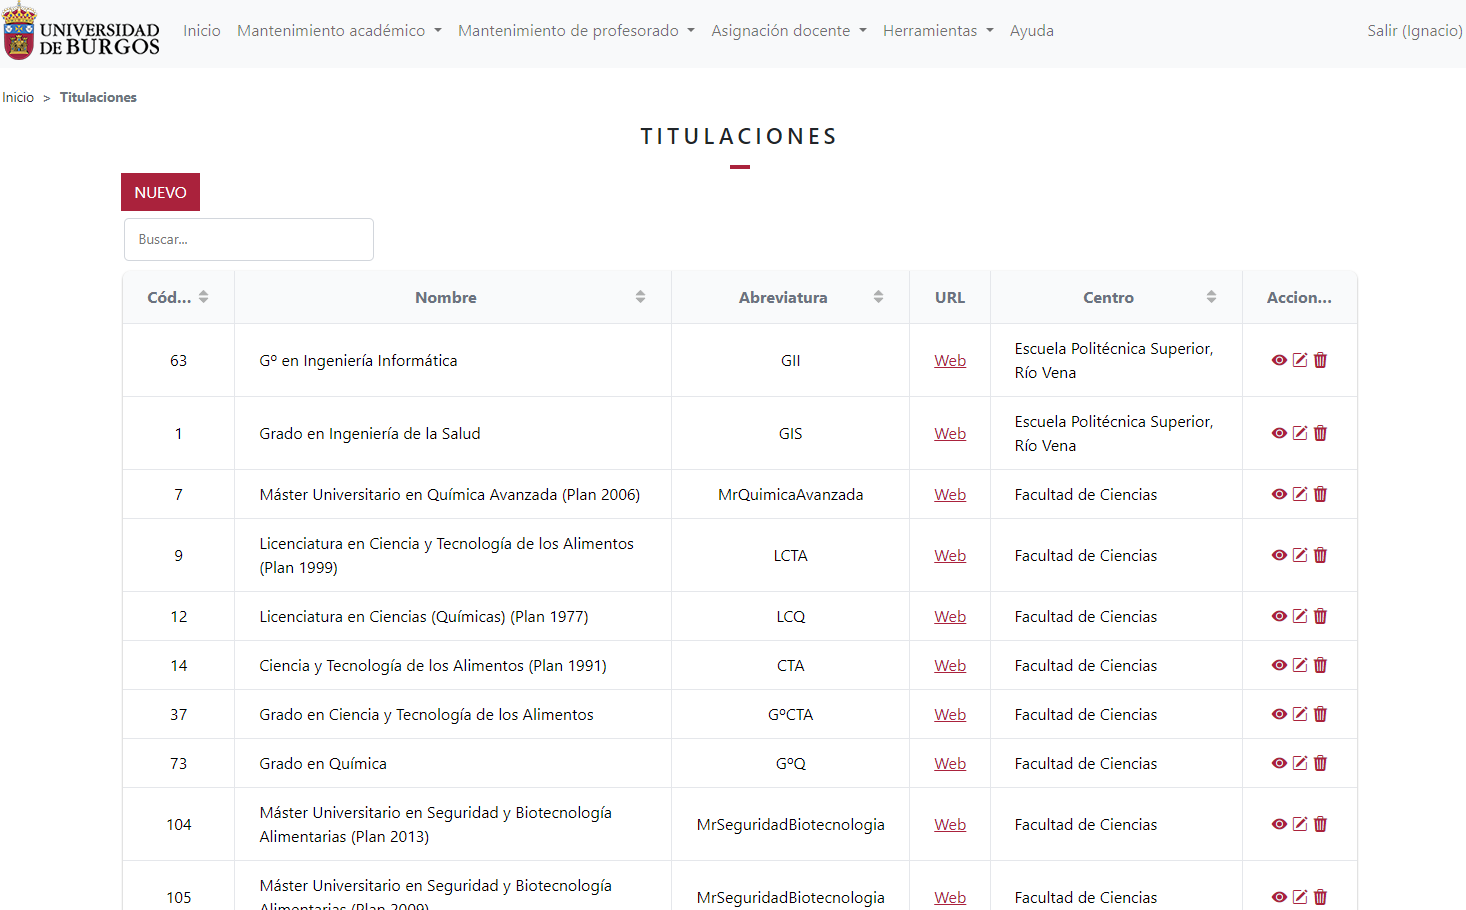 UNIVERSIDAD
DE BURGOS
Inicio Mantenimiento académico Mantenimiento de profesorado Asignación docente Herramientas Ayuda Salir (Ignacio)
Inicio > Titulaciones
TITULACIONES
NUEVO
Buscar...
Cód... Nombre Abreviatura URL Centro Accion...
63 Gº en Ingeniería Informática GII Web Escuela Politécnica Superior,
Río Vena
1 Grado en Ingeniería de la Salud GIS Web Escuela Politécnica Superior,
Río Vena
7 Máster Universitario en Química Avanzada (Plan 2006) MrQuimicaAvanzada Web Facultad de Ciencias
9 Licenciatura en Ciencia y Tecnología de los Alimentos
(Plan 1999) LCTA Web Facultad de Ciencias
12 Licenciatura en Ciencias (Químicas) (Plan 1977) LCQ Web Facultad de Ciencias
14 Ciencia y Tecnología de los Alimentos (Plan 1991) CTA Web Facultad de Ciencias
37 Grado en Ciencia y Tecnología de los Alimentos GºCTA Web Facultad de Ciencias
73 Grado en Química GºQ Web Facultad de Ciencias
104 Máster Universitario en Seguridad y Biotecnología
Alimentarias (Plan 2013) MrSeguridadBiotecnologia Web Facultad de Ciencias
105 Máster Universitario en Seguridad y Biotecnología
Alimentarias (Plan 2009) MrSeguridadBiotecnologia Web Facultad de Ciencias